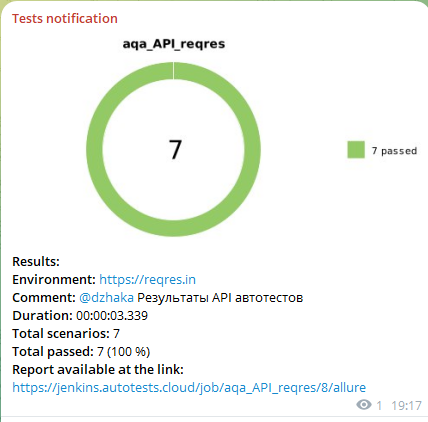 Tests notification
aqa_API_reqres
7
7 passed
Results:
Environment: https://reqres.in
Comment: @dzhaka Результаты API автотестов
Duration: 00:00:03.339
Total scenarios: 7
Total passed: 7 (100 %)
Report available at the link:
https://jenkins.autotests.cloud/job/aqa_API_reqres/8/allure
1 19:17